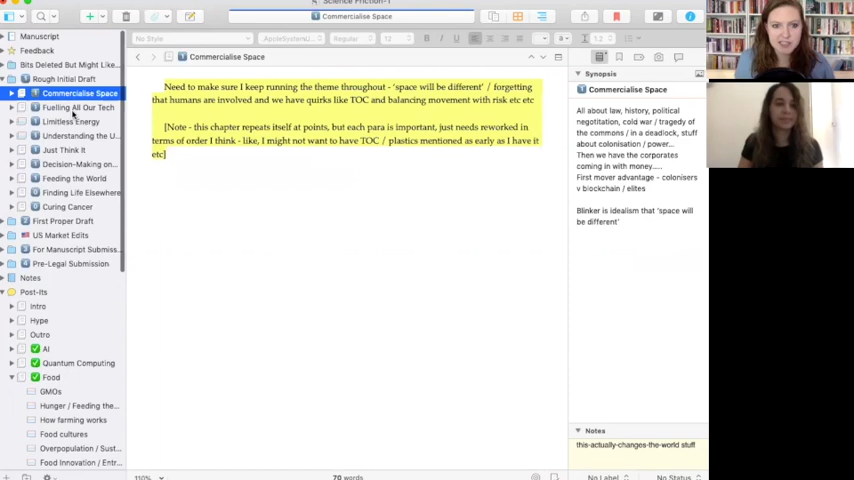 Science Friction-1
Commercialise Space
No Style
AppleSystemU...
Regular
12
B
I
U
1.2
Manuscript
Feedback
Bits Deleted But Might Like...
Rough Initial Draft
Commercialise Space
Fuelling All Our Tech
Limitless Energy
Understanding the U...
Just Think It
Decision-Making on...
Feeding the World
Finding Life Elsewhere
Curing Cancer
First Proper Draft
US Market Edits
For Manuscript Submiss...
Pre-Legal Submission
Notes
Post-Its
Intro
Hype
Outro
AI
Quantum Computing
Food
GMOs
Hunger / Feeding the...
How farming works
Food cultures
Overpopulation / Sust...
Food Innovation / Entr...
Commercialise Space
Need to make sure I keep running the theme throughout - ‘space will be different’ / forgetting
that humans are involved and we have quirks like TOC and balancing movement with risk etc etc
[Note - this chapter repeats itself at points, but each para is important, just needs reworked in
terms of order I think - like, I might not want to have TOC / plastics mentioned as early as I have it
etc]
110%
70 words
Synopsis
Commercialise Space
All about law, history, political
negotitation, cold war / tragedy of
the commons / in a deadlock, stuff
about colonisation / power...
Then we have the corporates
coming in with money.....
First mover advantage - colonisers
v blockchain / elites
Blinker is idealism that ‘space will
be different’
Notes
this-actually-changes-the-world stuff
No Label
No Status